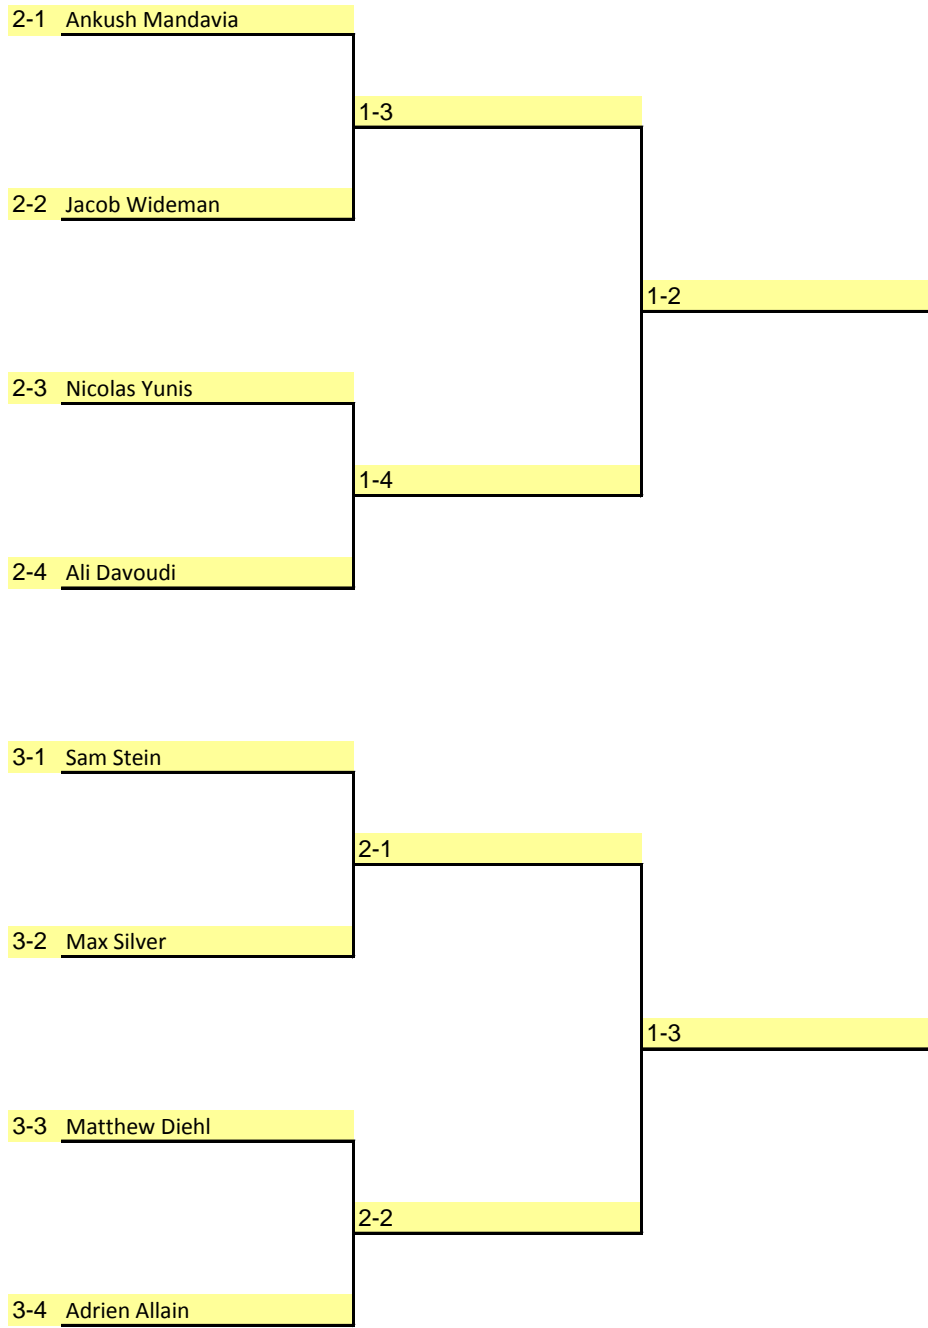 2-1 Ankush Mandavia
1-3
2-2 Jacob Wideman
1-2
2-3 Nicolas Yunis
1-4
2-4 Ali Davoudi
3-1 Sam Stein
2-1
3-2 Max Silver
1-3
3-3 Matthew Diehl
2-2
3-4 Adrien Allain